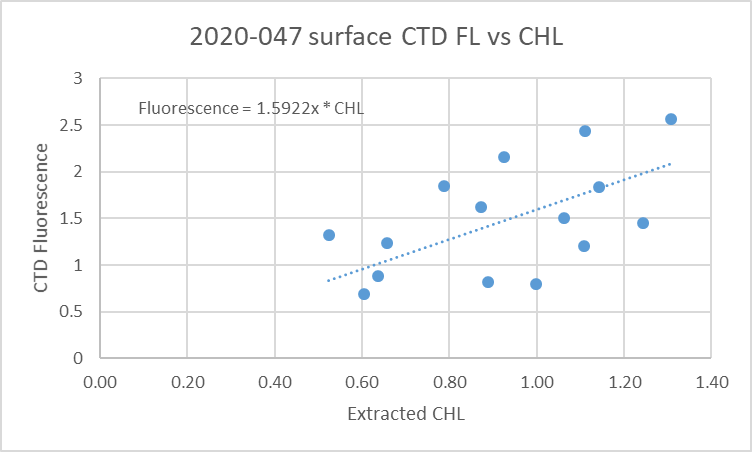 2020-047 surface CTD FL vs CHL
Fluorescence = 1.5922x * CHL
3
2.5
2
1.5
1
0.5
0
CTD Fluorescence
0.00 0.20 0.40 0.60 0.80 1.00 1.20 1.40
Extracted CHL